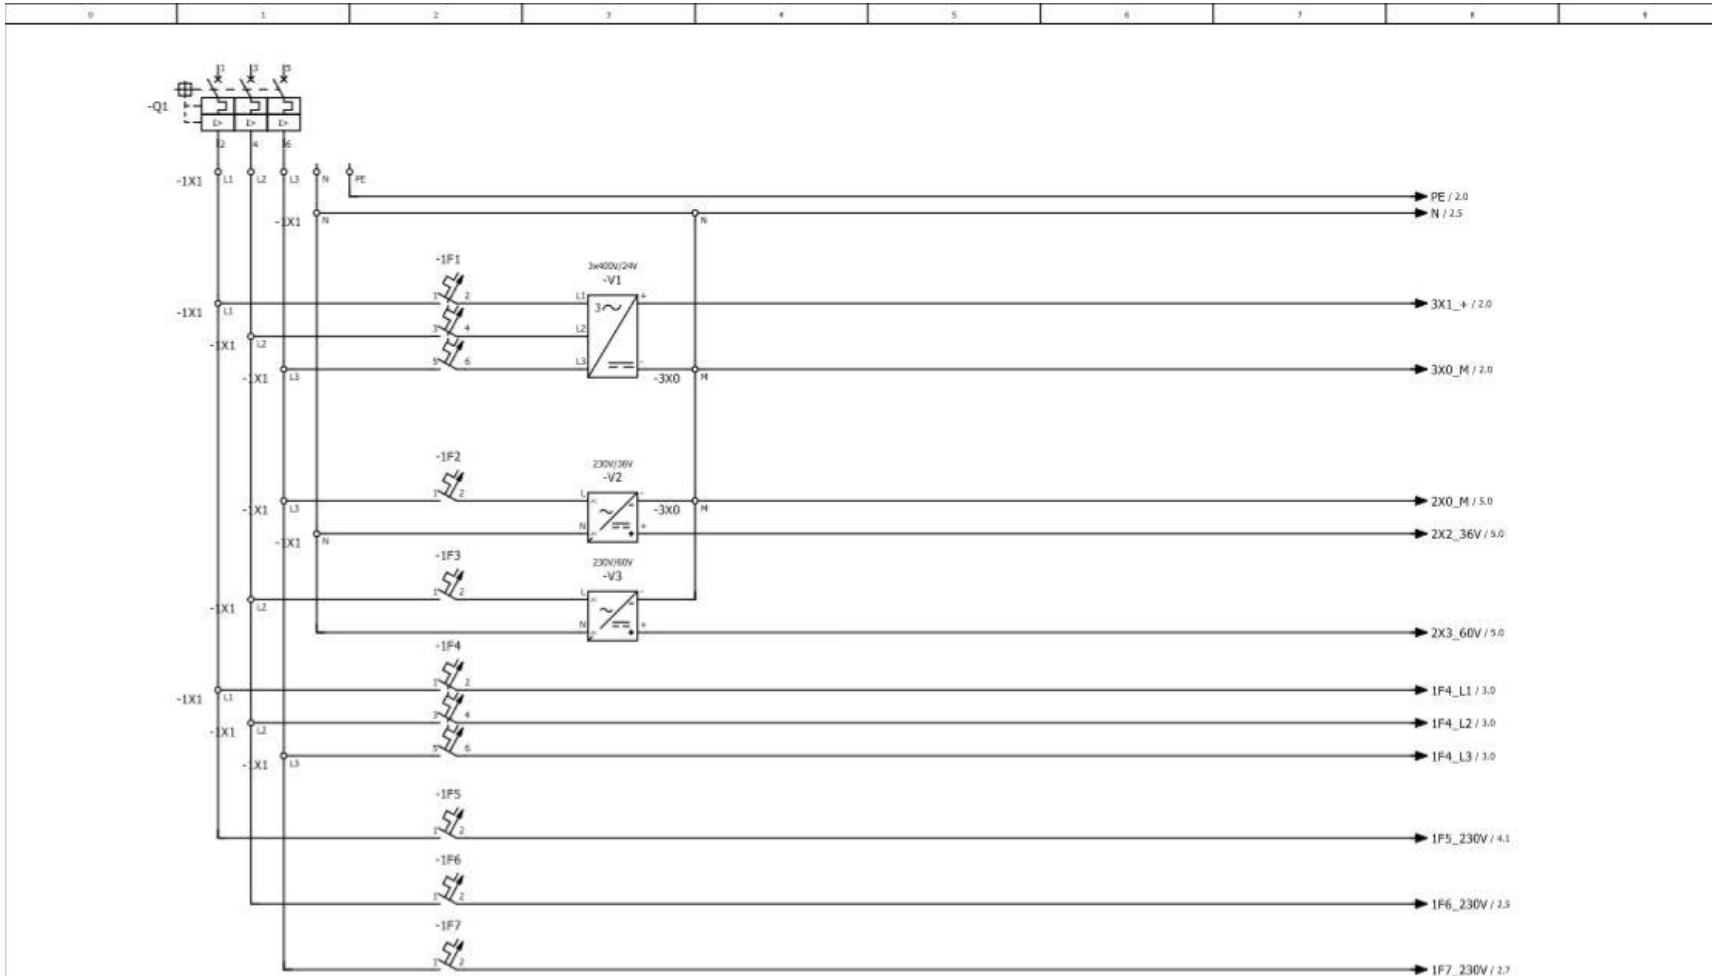 0 1 2 3 4 5 6 7 8 9
1 3 5
-Q1
I> I> I>
2 4 6
-1X1 L1 L2 L3 N PE
PE / 2.0
N / 2.5
-1X1 N N
-1F1
3x400V/24V
-V1
1 2 L1 + 3X1_+ / 2.0
-1X1 L1
3 4 L2
-1X1 L2
5 6 L3 - 3X0_M / 2.0
-1X1 L3 -3X0 M
-1F2
230V/36V
-V2
1 2 L - 2X0_M / 5.0
-1X1 L3 -3X0 M
N + 2X2_36V / 5.0
-1X1 N
-1F3
230V/60V
-V3
1 2 L -
-1X1 L2
N + 2X3_60V / 5.0
-1F4
1 2 1F4_L1 / 3.0
-1X1 L1
3 4 1F4_L2 / 3.0
-1X1 L2
5 6 1F4_L3 / 3.0
-1X1 L3
-1F5
1 2 1F5_230V / 4.1
-1F6
1 2 1F6_230V / 2.5
-1F7
1 2 1F7_230V / 2.7